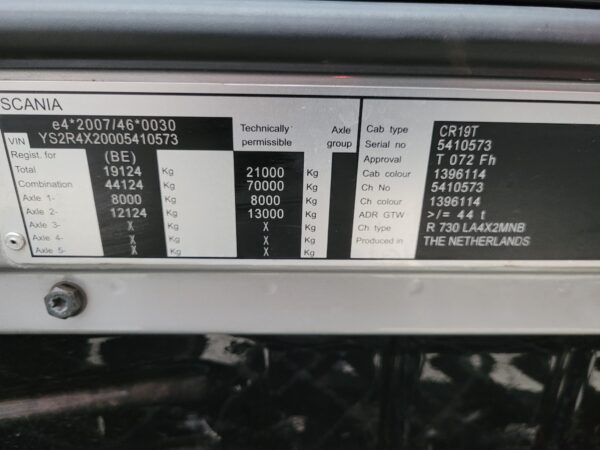 SCANIA
e4*2007/46*0030
VIN YS2R4X20005410573
Technically permissible Axle group
Regist. for (BE)
Total 19124 Kg 21000 Kg
Combination 44124 Kg 70000 Kg
Axle 1- 8000 Kg 8000 Kg
Axle 2- 12124 Kg 13000 Kg
Axle 3- X Kg X Kg
Axle 4- X Kg X Kg
Axle 5- X Kg X Kg
Cab type CR19T
Serial no 5410573
Approval T 072 Fh
Cab colour 1396114
Ch No 5410573
Ch colour 1396114
ADR GTW >/= 44 t
Ch type R 730 LA4X2MNB
Produced in THE NETHERLANDS